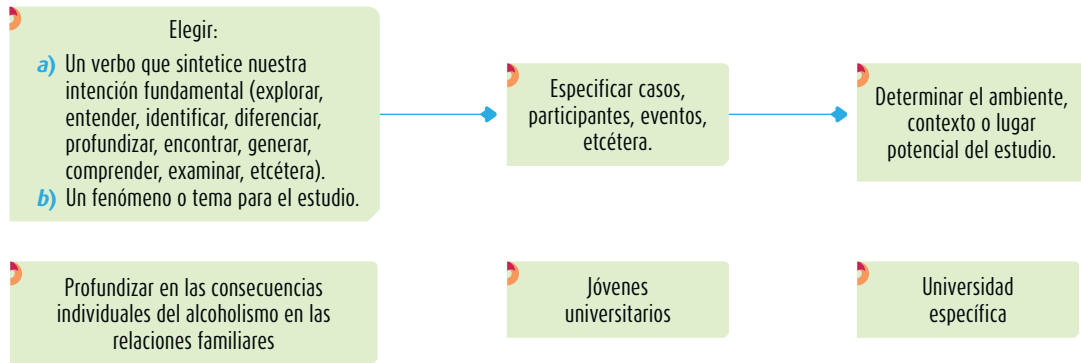 Elegir:
a) Un verbo que sintetice nuestra
intención fundamental (explorar,
entender, identificar, diferenciar,
profundizar, encontrar, generar,
comprender, examinar, etcétera).
b) Un fenómeno o tema para el estudio.
Especificar casos,
participantes, eventos,
etcétera.
Determinar el ambiente,
contexto o lugar
potencial del estudio.
Profundizar en las consecuencias
individuales del alcoholismo en las
relaciones familiares
Jóvenes
universitarios
Universidad
específica